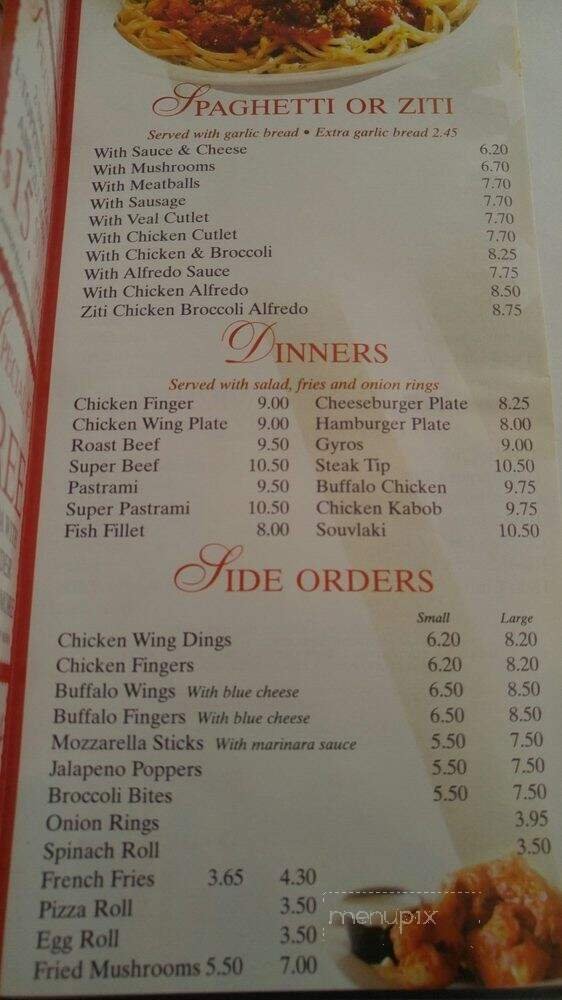 SPAGHETTI OR ZITI
Served with garlic bread • Extra garlic bread 2.45
With Sauce & Cheese 6.20
With Mushrooms 6.70
With Meatballs 7.70
With Sausage 7.70
With Veal Cutlet 7.70
With Chicken Cutlet 7.70
With Chicken & Broccoli 8.25
With Alfredo Sauce 7.75
With Chicken Alfredo 8.50
Ziti Chicken Broccoli Alfredo 8.75
DINNERS
Served with salad, fries and onion rings
Chicken Finger 9.00 Cheeseburger Plate 8.25
Chicken Wing Plate 9.00 Hamburger Plate 8.00
Roast Beef 9.50 Gyros 9.00
Super Beef 10.50 Steak Tip 10.50
Pastrami 9.50 Buffalo Chicken 9.75
Super Pastrami 10.50 Chicken Kabob 9.75
Fish Fillet 8.00 Souvlaki 10.50
SIDE ORDERS
Small Large
Chicken Wing Dings 6.20 8.20
Chicken Fingers 6.20 8.20
Buffalo Wings With blue cheese 6.50 8.50
Buffalo Fingers With blue cheese 6.50 8.50
Mozzarella Sticks With marinara sauce 5.50 7.50
Jalapeno Poppers 5.50 7.50
Broccoli Bites 5.50 7.50
Onion Rings 3.95
Spinach Roll 3.50
French Fries 3.65 4.30
Pizza Roll 3.50
Egg Roll 3.50
Fried Mushrooms 5.50 7.00
menupix